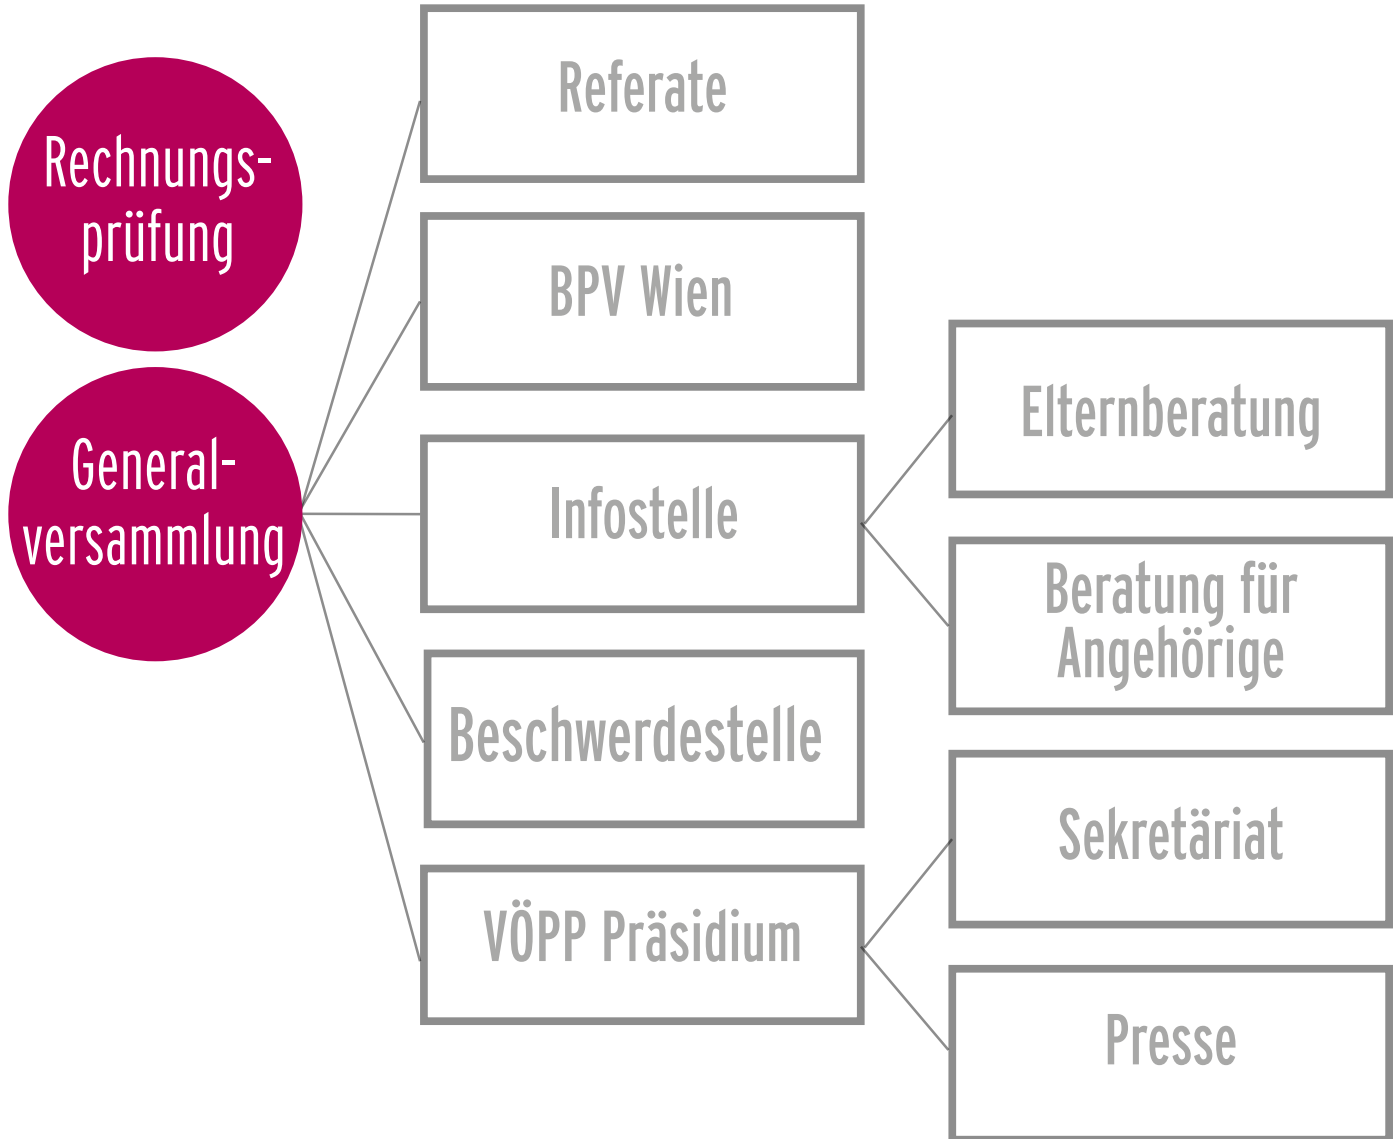 Rechnungs-
prüfung
General-
versammlung
Referate
BPV Wien
Infostelle
Beschwerdestelle
VÖPP Präsidium
Elternberatung
Beratung für
Angehörige
Sekretäriat
Presse